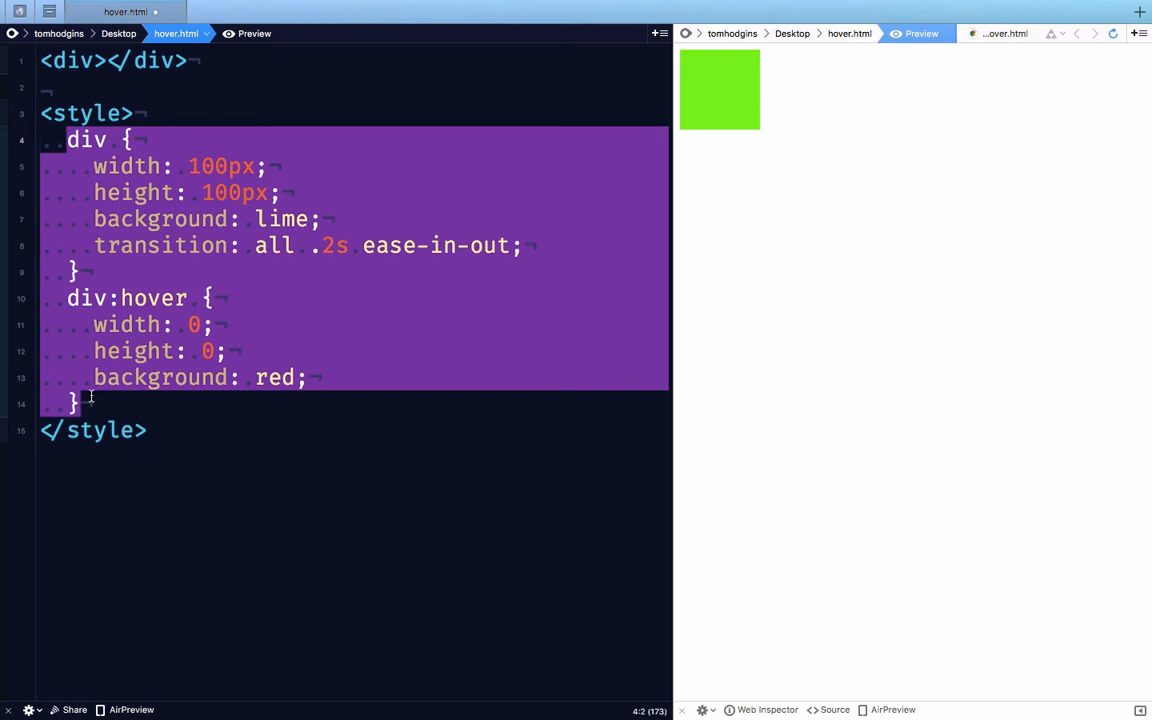 hover.html
tomhodgins > Desktop > hover.html Preview
tomhodgins > Desktop > hover.html Preview ...over.html
1 <div></div>
2
3 <style>
4 div {
5 width: 100px;
6 height: 100px;
7 background: lime;
8 transition: all .2s ease-in-out;
9 }
10 div:hover {
11 width: 0;
12 height: 0;
13 background: red;
14 }
15 </style>
Share AirPreview 4:2 (173)
Web Inspector Source AirPreview